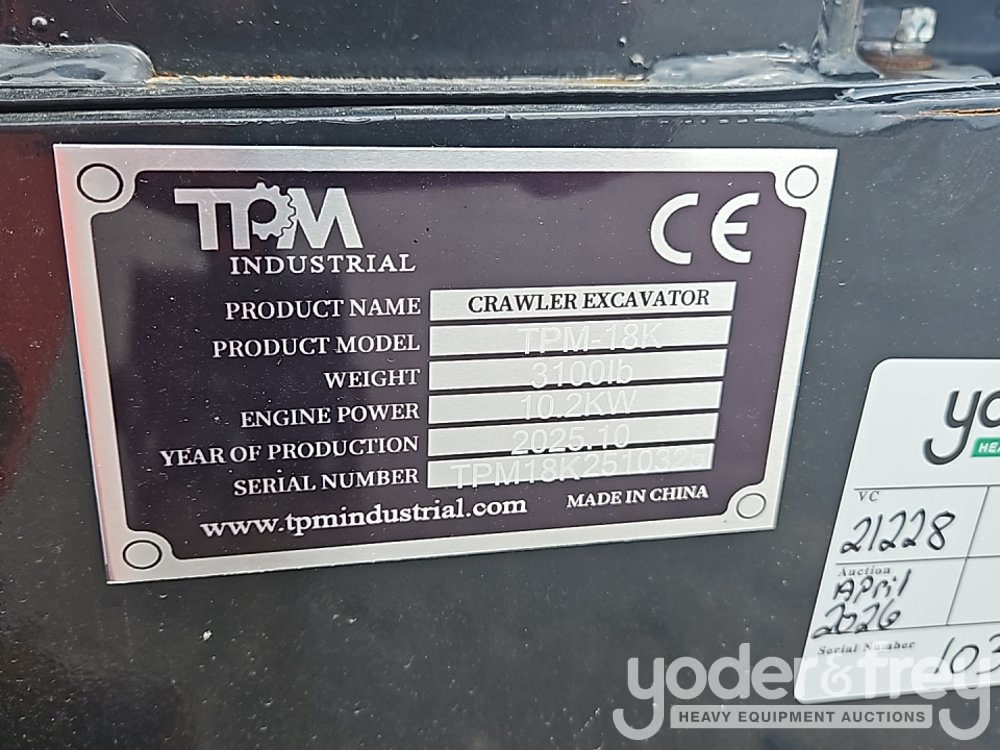 TPM
INDUSTRIAL
CE
PRODUCT NAME CRAWLER EXCAVATOR
PRODUCT MODEL TPM-18K
WEIGHT 3100lb
ENGINE POWER 10.2KW
YEAR OF PRODUCTION 2025.10
SERIAL NUMBER TPM18K2510325
www.tpmindustrial.com MADE IN CHINA
yo
HE
VC
21228
Auction
April
2026
Serial Number
103
yoder&frey
HEAVY EQUIPMENT AUCTIONS